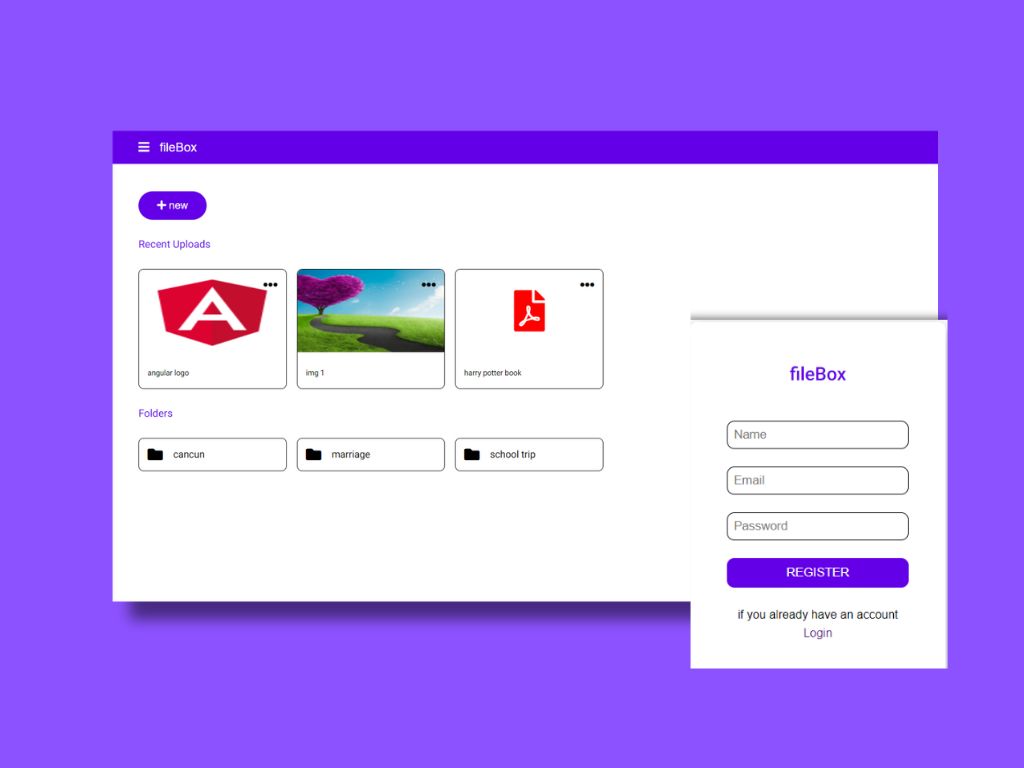 fileBox
new
Recent Uploads
angular logo
img 1
harry potter book
Folders
cancun
marriage
school trip
fileBox
Name
Email
Password
REGISTER
if you already have an account
Login